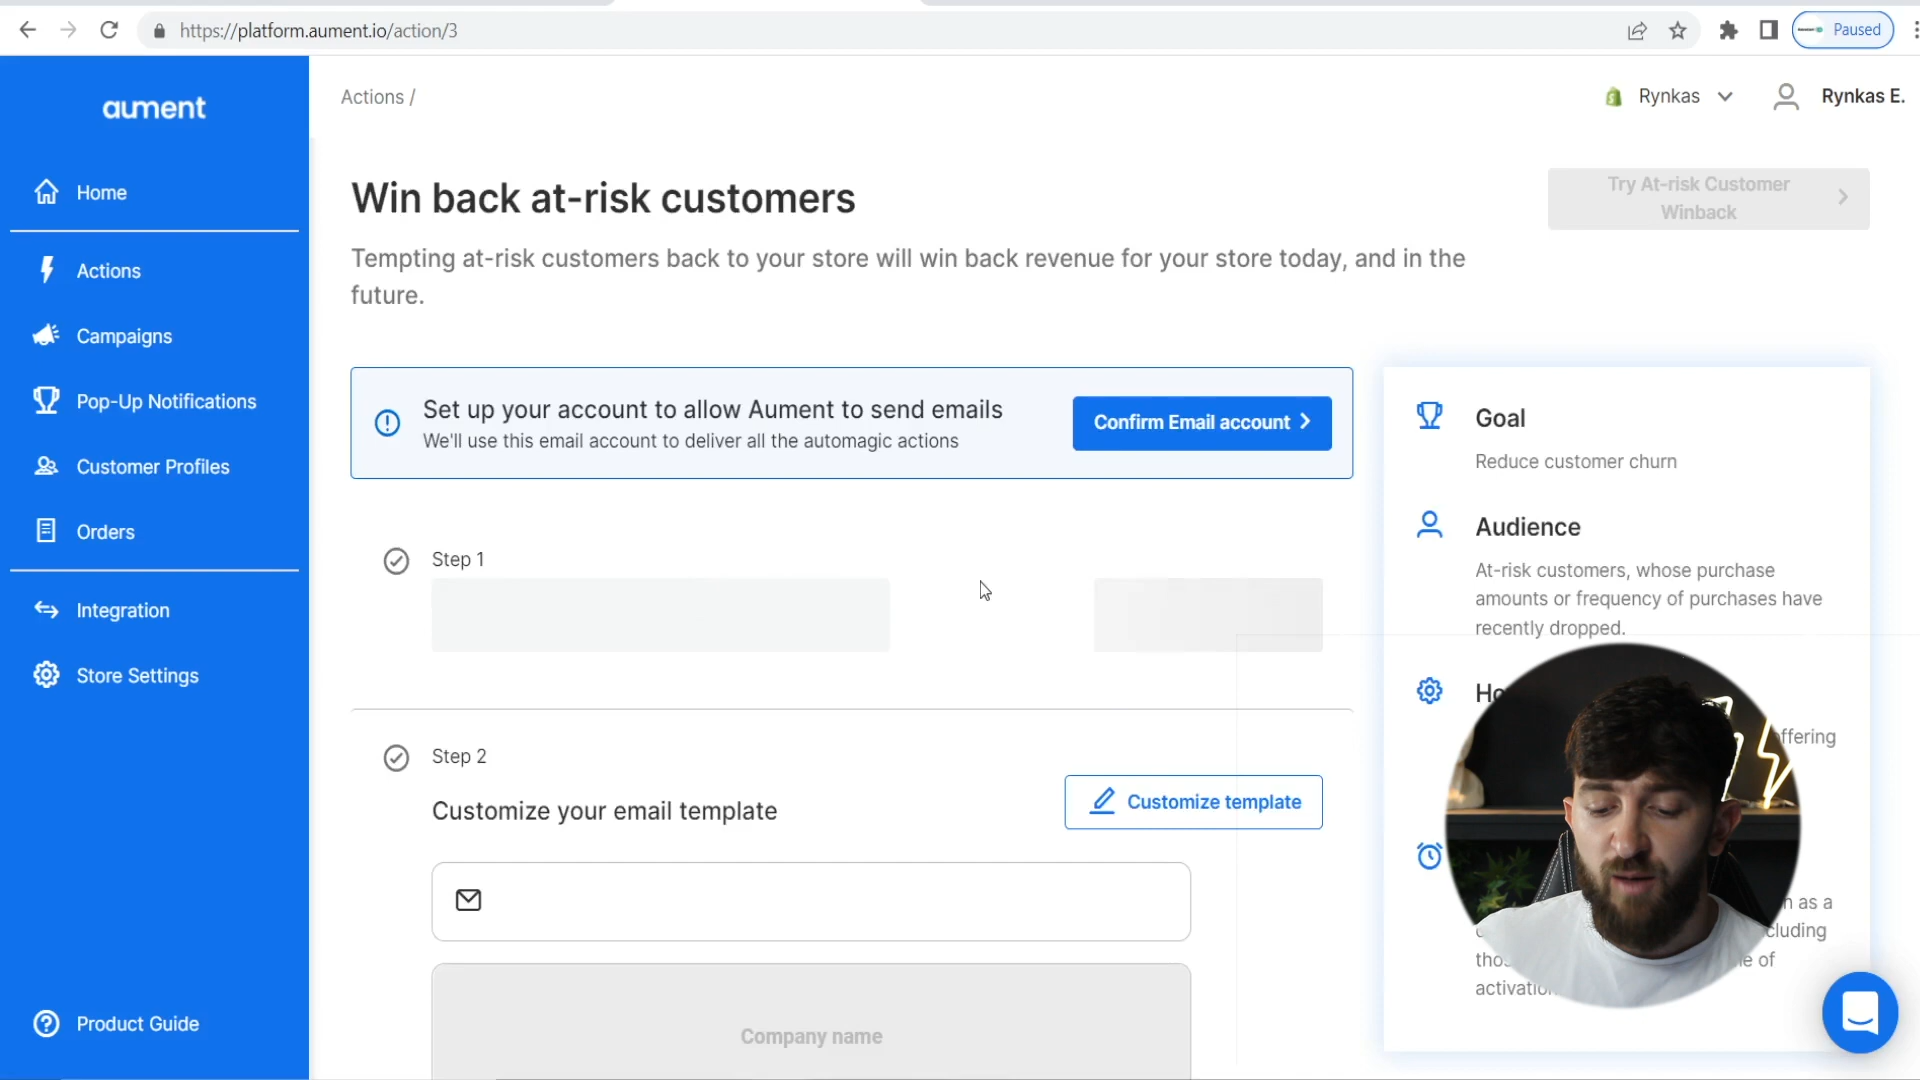 https://platform.aument.io/action/3
Paused
aument
Home
Actions
Campaigns
Pop-Up Notifications
Customer Profiles
Orders
Integration
Store Settings
Product Guide
Actions /
Rynkas
Rynkas E.
Win back at-risk customers
Try At-risk Customer
Winback
Tempting at-risk customers back to your store will win back revenue for your store today, and in the
future.
Set up your account to allow Aument to send emails
We'll use this email account to deliver all the automagic actions
Confirm Email account
Step 1
Step 2
Customize your email template
Customize template
Company name
Goal
Reduce customer churn
Audience
At-risk customers, whose purchase
amounts or frequency of purchases have
recently dropped.
as a
of